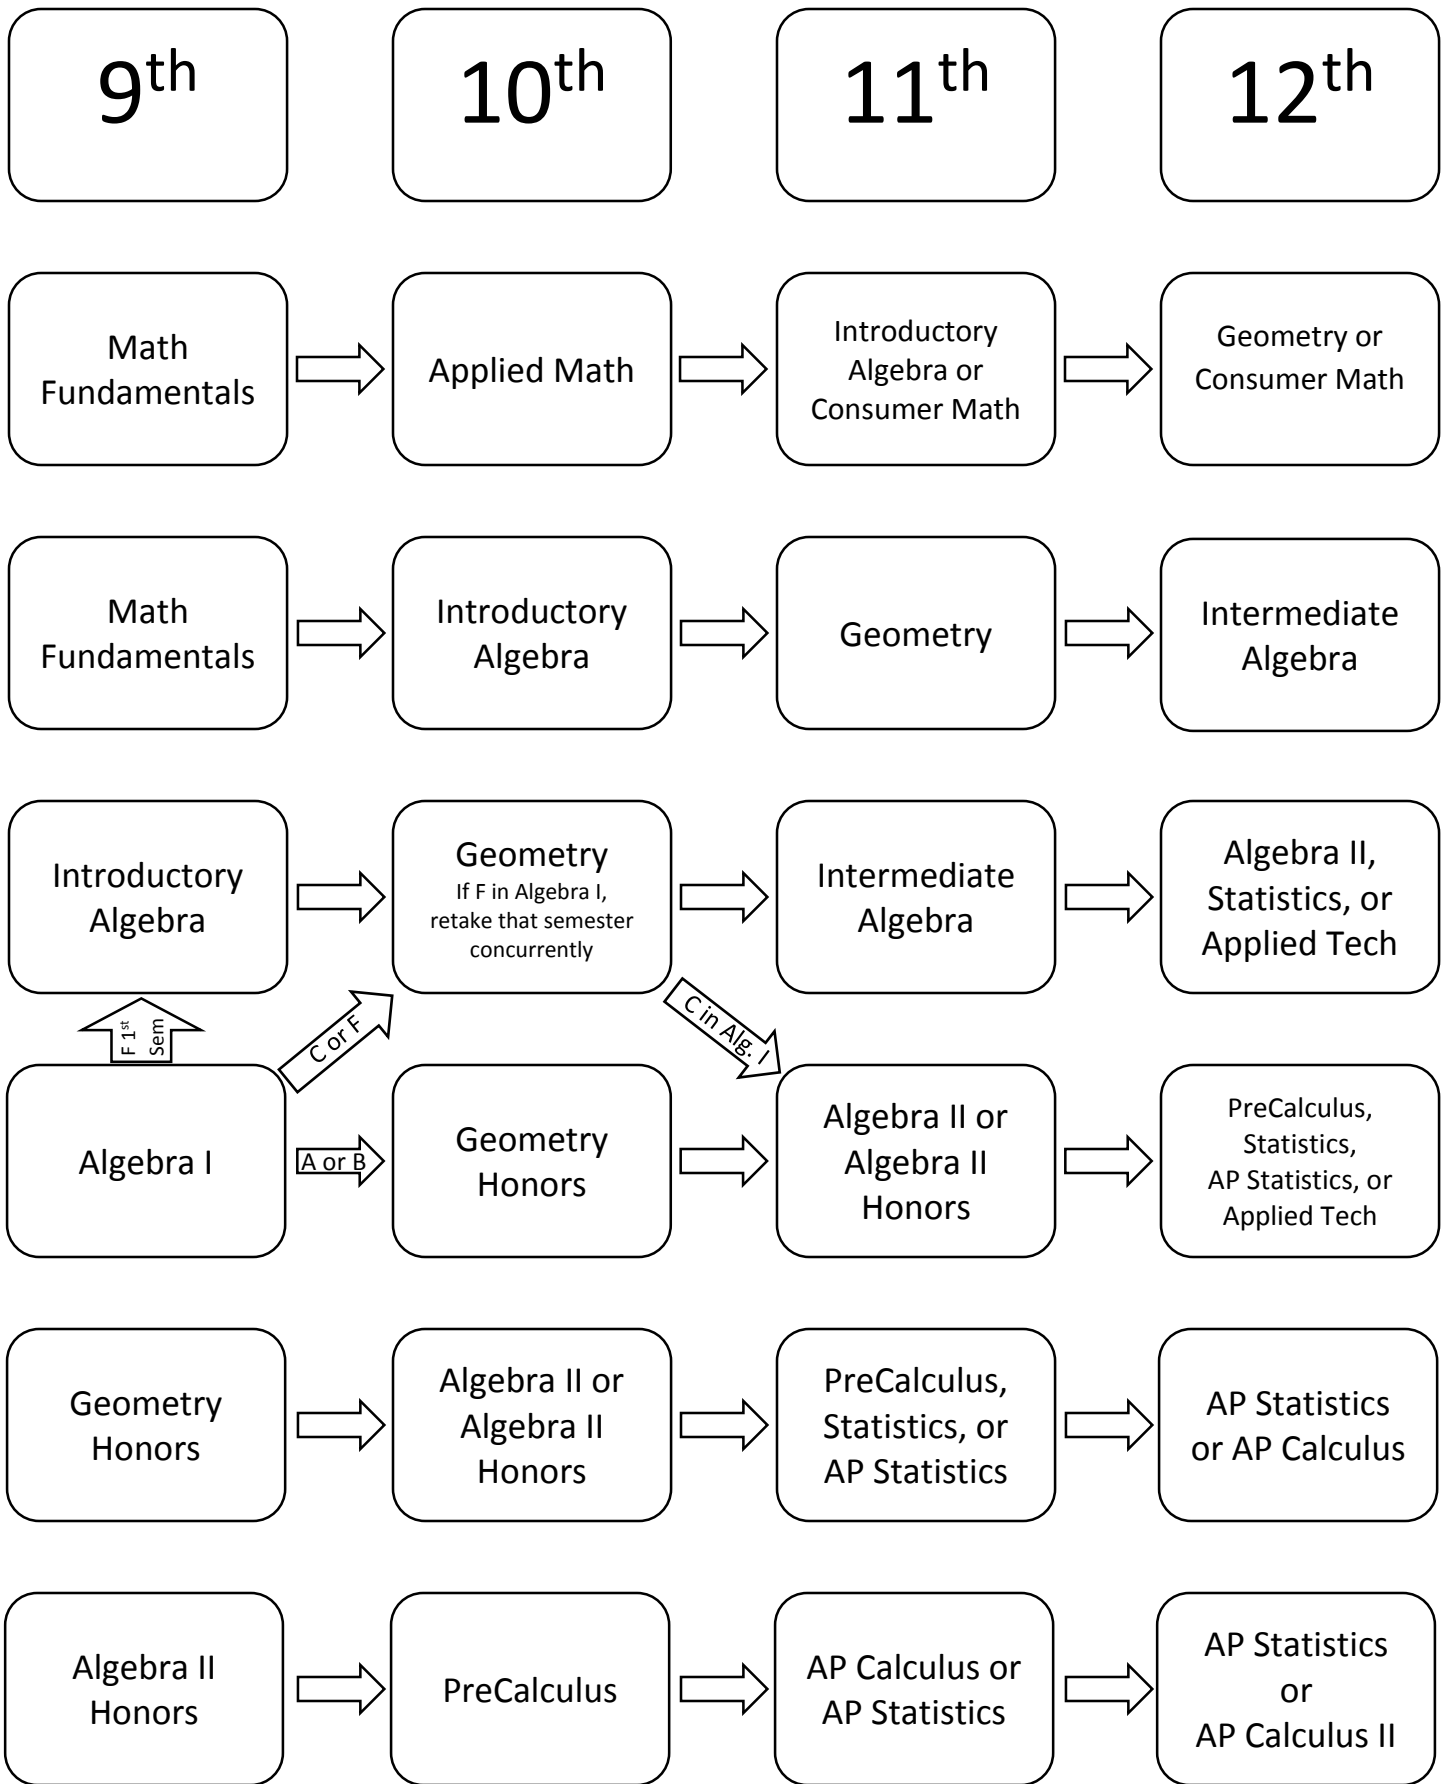 9th
10th
11th
12th
Math
Fundamentals
Applied Math
Introductory
Algebra or
Consumer Math
Geometry or
Consumer Math
Math
Fundamentals
Introductory
Algebra
Geometry
Intermediate
Algebra
Introductory
Algebra
Geometry
If F in Algebra I,
retake that semester
concurrently
Intermediate
Algebra
Algebra II,
Statistics, or
Applied Tech
F 1st
Sem
C or F
C in Alg. I
Algebra I
A or B
Geometry
Honors
Algebra II or
Algebra II
Honors
PreCalculus,
Statistics,
AP Statistics, or
Applied Tech
Geometry
Honors
Algebra II or
Algebra II
Honors
PreCalculus,
Statistics, or
AP Statistics
AP Statistics
or AP Calculus
Algebra II
Honors
PreCalculus
AP Calculus or
AP Statistics
AP Statistics
or
AP Calculus II